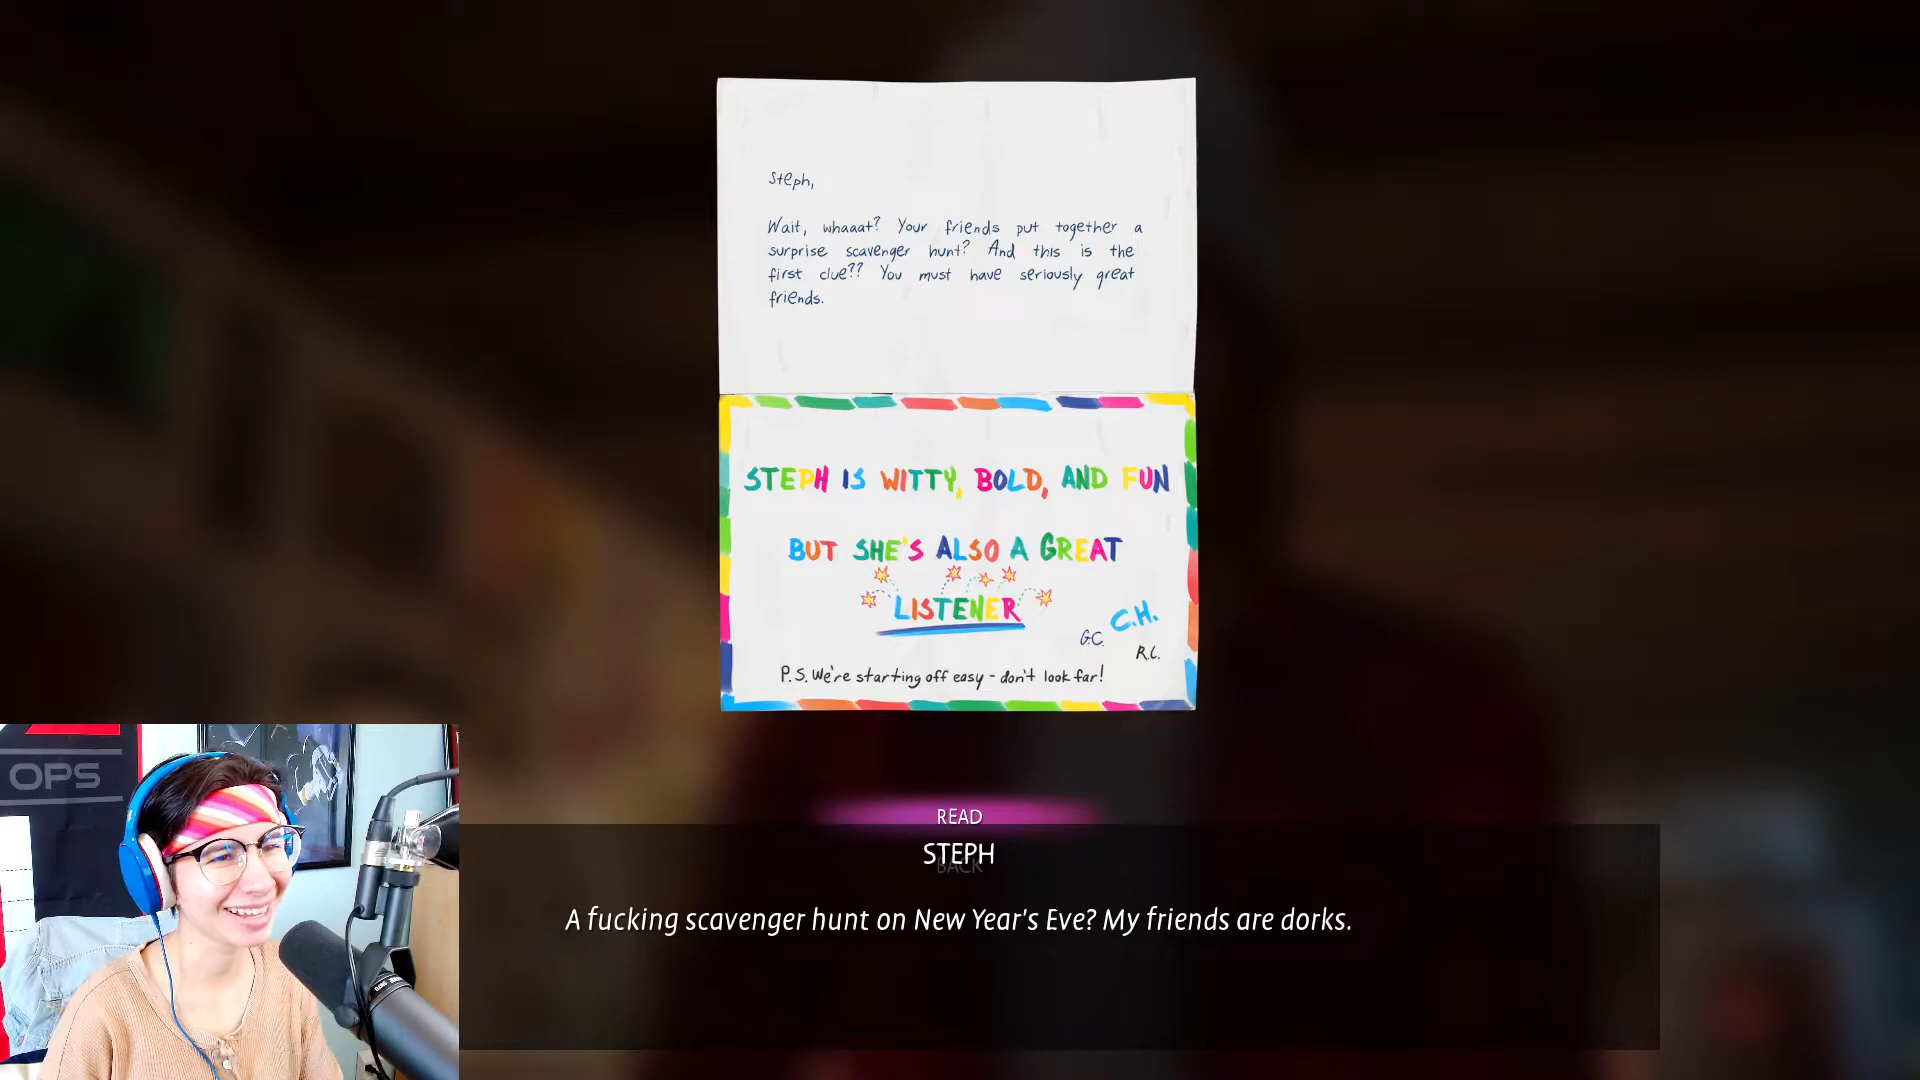 Steph,
Wait, whaaat? Your friends put together a
surprise scavenger hunt? And this is the
first clue?? You must have seriously great
friends.
STEPH IS WITTY, BOLD, AND FUN
BUT SHE'S ALSO A GREAT
LISTENER
C.H.
G.C.
R.C.
P.S. We're starting off easy - don't look far!
OPS
READ
STEPH
BACK
A fucking scavenger hunt on New Year's Eve? My friends are dorks.